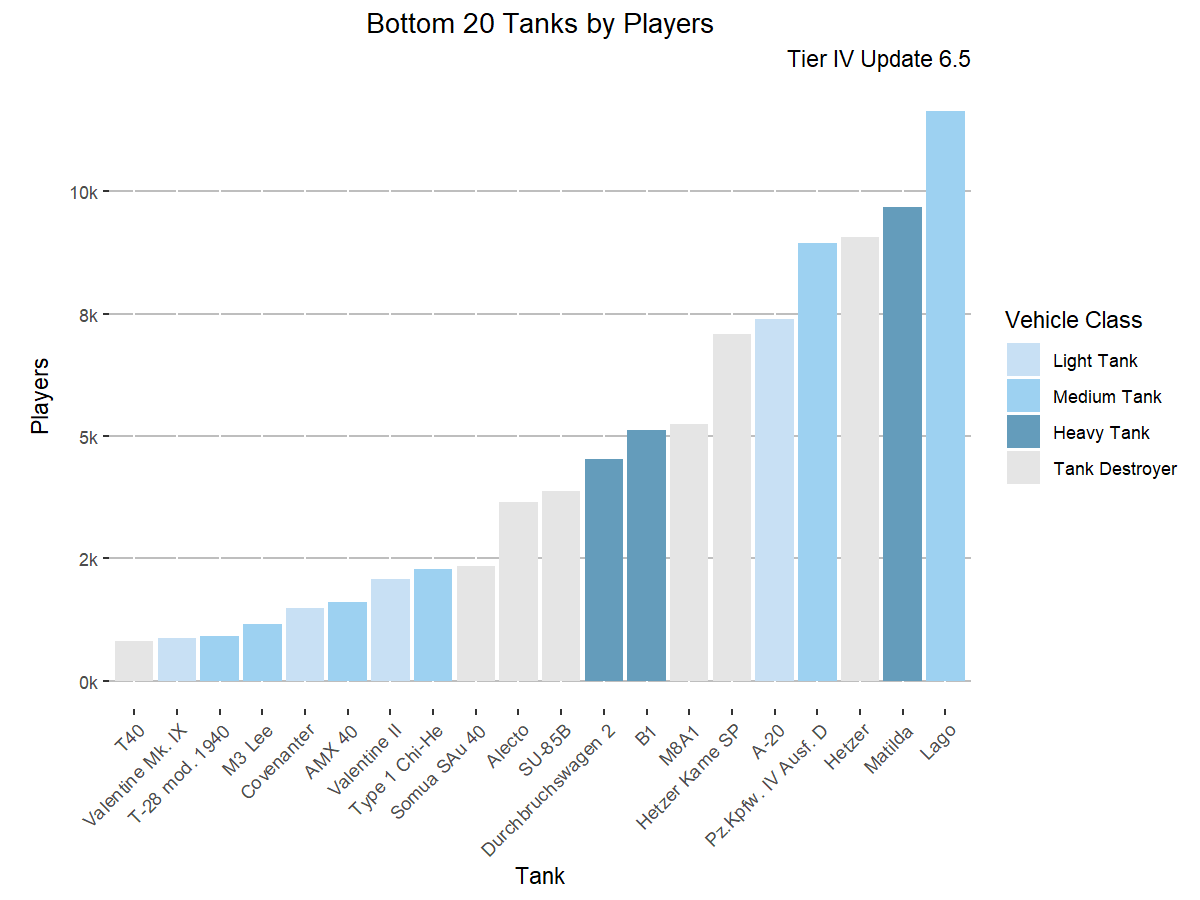 Bottom 20 Tanks by Players
Tier IV Update 6.5
10k
8k
5k
2k
0k
Players
T40
Valentine Mk. IX
T-28 mod. 1940
M3 Lee
Covenanter
AMX 40
Valentine II
Type 1 Chi-He
Somua SAu 40
Alecto
SU-85B
Durchbruchswagen 2
B1
M8A1
Hetzer Kame SP
A-20
Pz.Kpfw. IV Ausf. D
Hetzer
Matilda
Lago
Tank
Vehicle Class
Light Tank
Medium Tank
Heavy Tank
Tank Destroyer